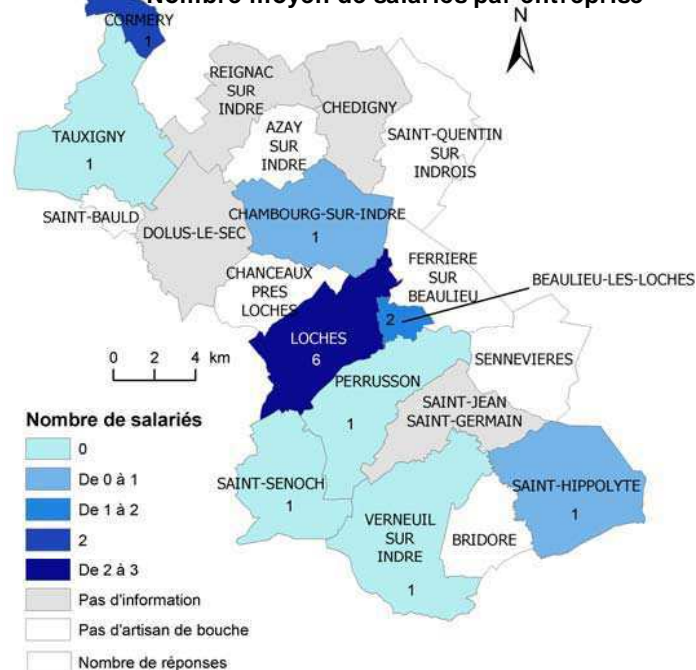 Nombre moyen de salariés par entreprise
N
CORMERY
1
REIGNAC
SUR
INDRE
CHEDIGNY
TAUXIGNY
1
AZAY
SUR
INDRE
SAINT-QUENTIN
SUR
INDROIS
SAINT-BAULD
DOLUS-LE-SEC
CHAMBOURG-SUR-INDRE
1
CHANCEAUX
PRES
LOCHES
FERRIERE
SUR
BEAULIEU
BEAULIEU-LES-LOCHES
2
LOCHES
6
0 2 4 km
SENNEVIERES
PERRUSSON
1
SAINT-JEAN
SAINT-GERMAIN
SAINT-SENOCH
1
SAINT-HIPPOLYTE
1
VERNEUIL
SUR
INDRE
1
BRIDORE
Nombre de salariés
0
De 0 à 1
De 1 à 2
2
De 2 à 3
Pas d'information
Pas d'artisan de bouche
Nombre de réponses